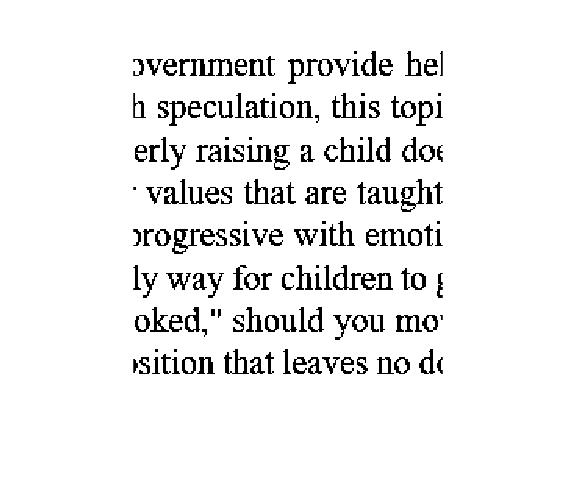 overnment provide hel
h speculation, this topi
erly raising a child doe
values that are taught
progressive with emoti
ly way for children to g
oked," should you mo
sition that leaves no do